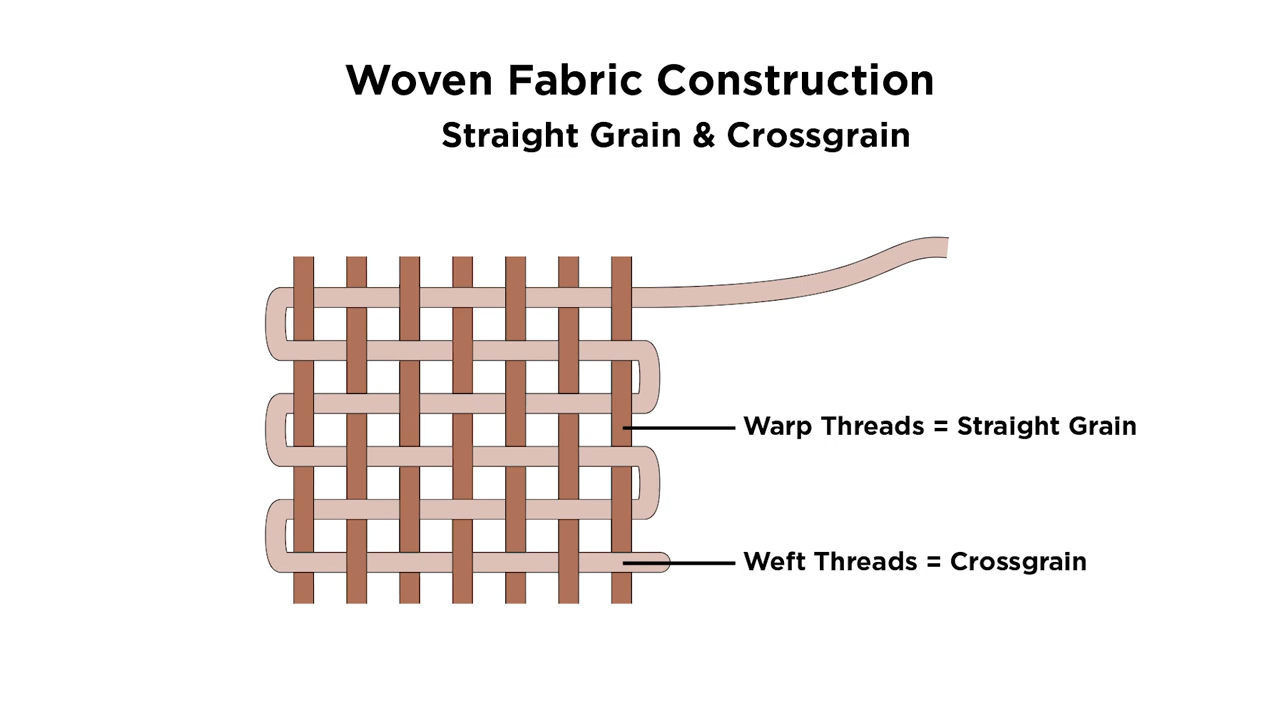 Woven Fabric Construction
Straight Grain & Crossgrain
Warp Threads = Straight Grain
Weft Threads = Crossgrain